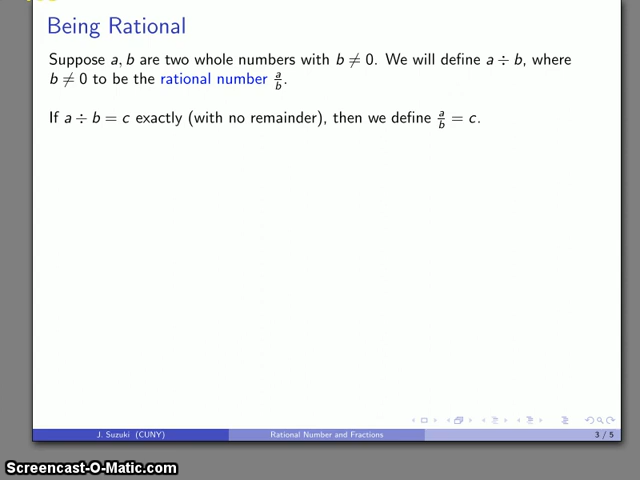 Being Rational
Suppose a, b are two whole numbers with b ≠ 0. We will define a ÷ b, where
b ≠ 0 to be the rational number a/b.
If a ÷ b = c exactly (with no remainder), then we define a/b = c.
J. Suzuki (CUNY)
Rational Number and Fractions
3 / 5
Screencast-O-Matic.com